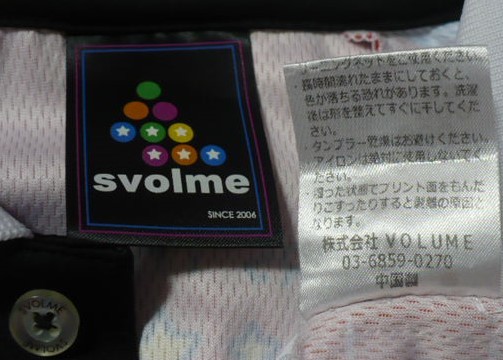 svolme
SINCE 2006
SVOLME
SVOLME
ーニングネットをご使用ください。
・長時間濡れたままにしておくと、
色が落ちる恐れがあります。洗濯
後は形を整えてすぐに干してくだ
さい。
タンブラー乾燥はお避けください。
アイロンは絶対に使用しないでく
ださい。
湿った状態でプリント面をもんだ
りこすったりすると剥離の原因と
なります。
株式会社VOLUME
03-6859-0270
中国製